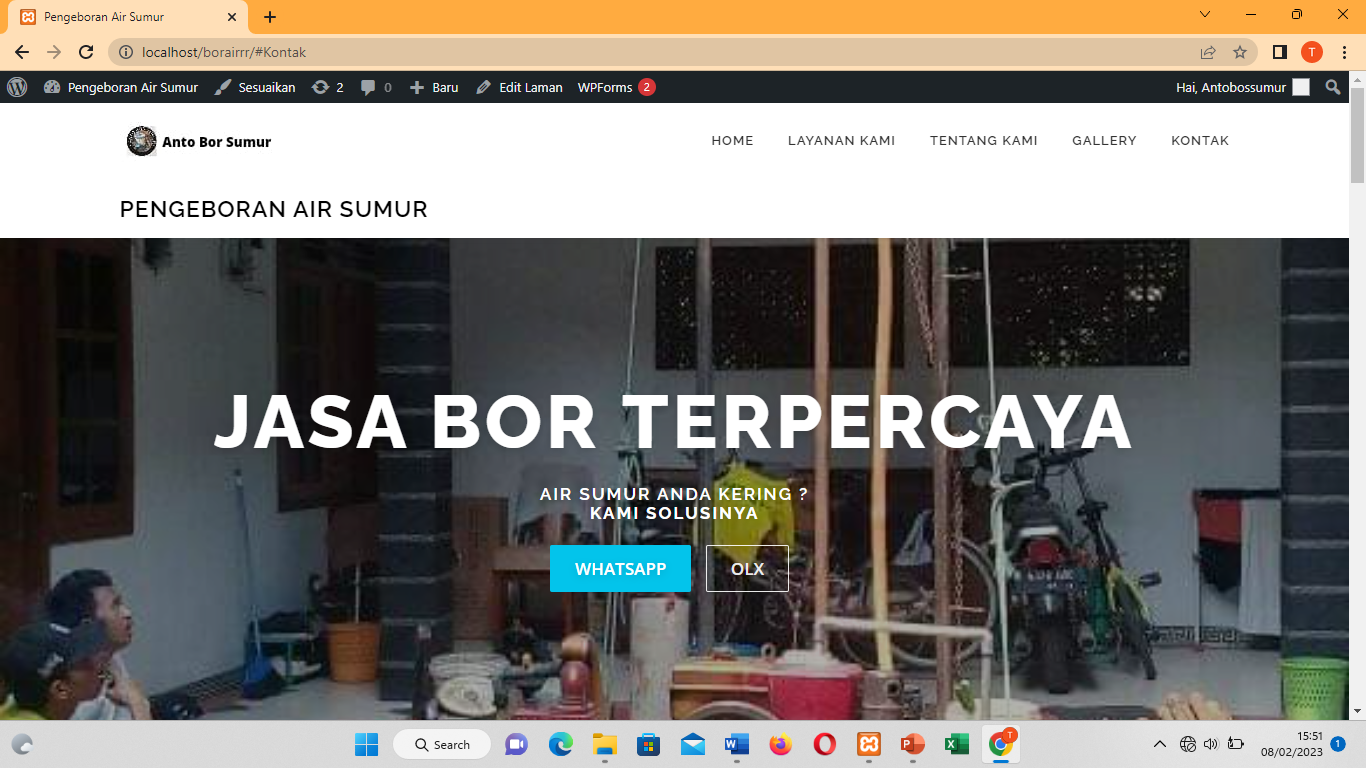 Pengeboran Air Sumur
localhost/borairrr/#Kontak
T
Pengeboran Air Sumur
Sesuaikan
2
0
Baru
Edit Laman
WPForms 2
Hai, Antobossumur
Anto Bor Sumur
HOME
LAYANAN KAMI
TENTANG KAMI
GALLERY
KONTAK
PENGEBORAN AIR SUMUR
JASA BOR TERPERCAYA
AIR SUMUR ANDA KERING ?
KAMI SOLUSINYA
WHATSAPP
OLX
Search
T
15:51
08/02/2023
1